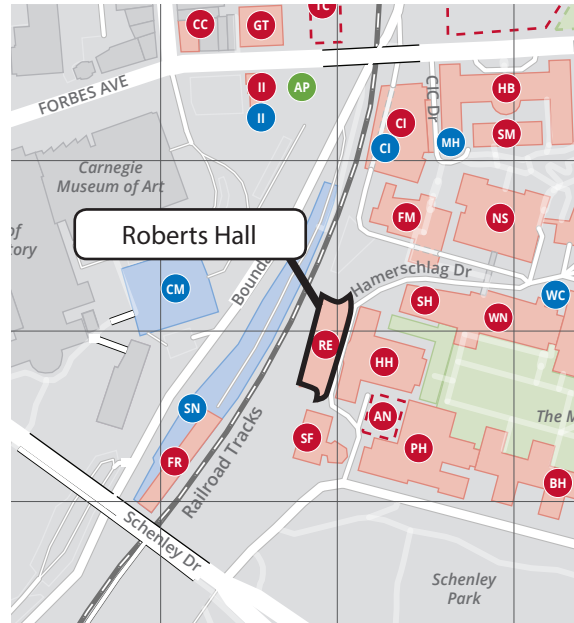 TC
CC
GT
FORBES AVE
II
AP
II
CI
CI
CIC Dr
HB
SM
MH
Carnegie
Museum of Art
of
tory
Roberts Hall
FM
NS
Bounda
Hamerschlag Dr
CM
WC
SH
WN
RE
HH
SN
AN
The M
SF
PH
FR
BH
Railroad Tracks
Schenley Dr
Schenley
Park